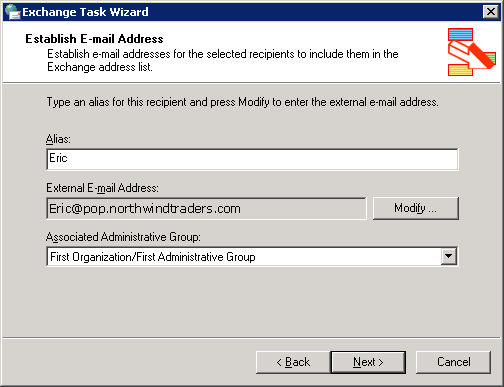 Exchange Task Wizard
Establish E-mail Address
Establish e-mail addresses for the selected recipients to include them in the
Exchange address list.
Type an alias for this recipient and press Modify to enter the external e-mail address.
Alias:
Eric
External E-mail Address:
Eric@pop.northwindtraders.com
Modify ...
Associated Administrative Group:
First Organization/First Administrative Group
< Back
Next >
Cancel